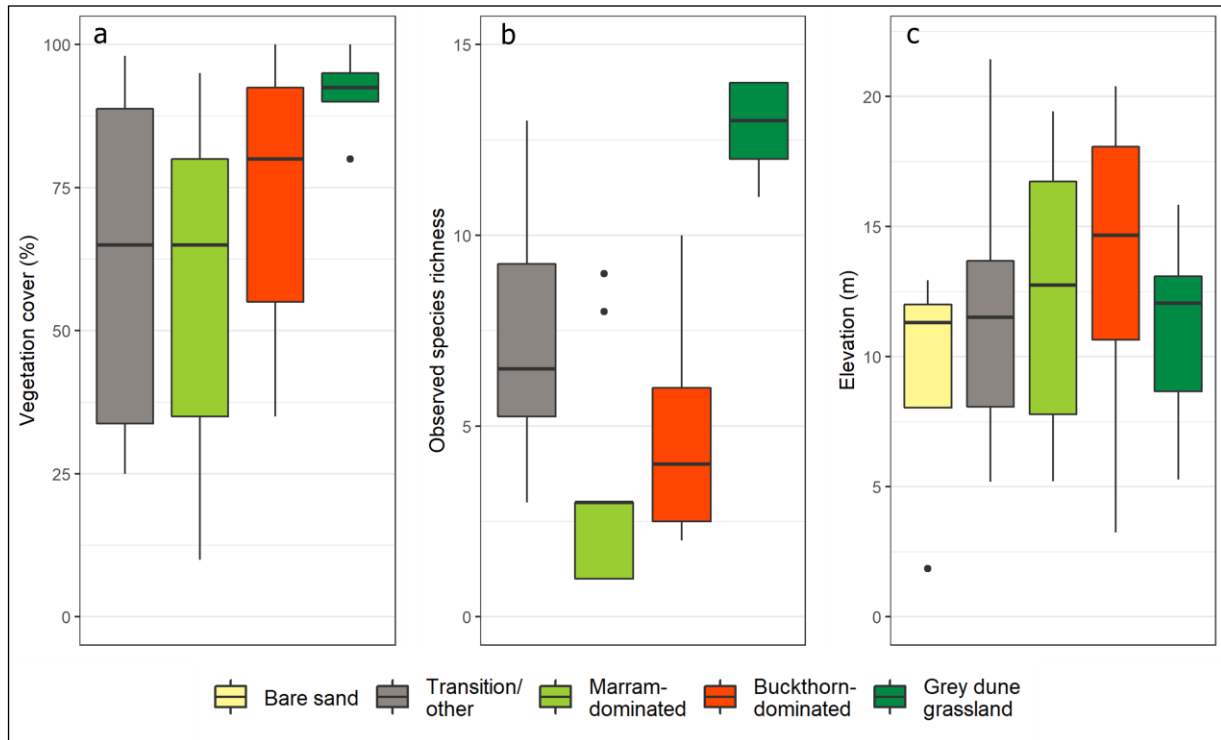 a
Vegetation cover (%)
100
75
50
25
0
b
Observed species richness
15
10
5
0
c
Elevation (m)
20
15
10
5
0
Bare sand
Transition/
other
Marram-
dominated
Buckthorn-
dominated
Grey dune
grassland